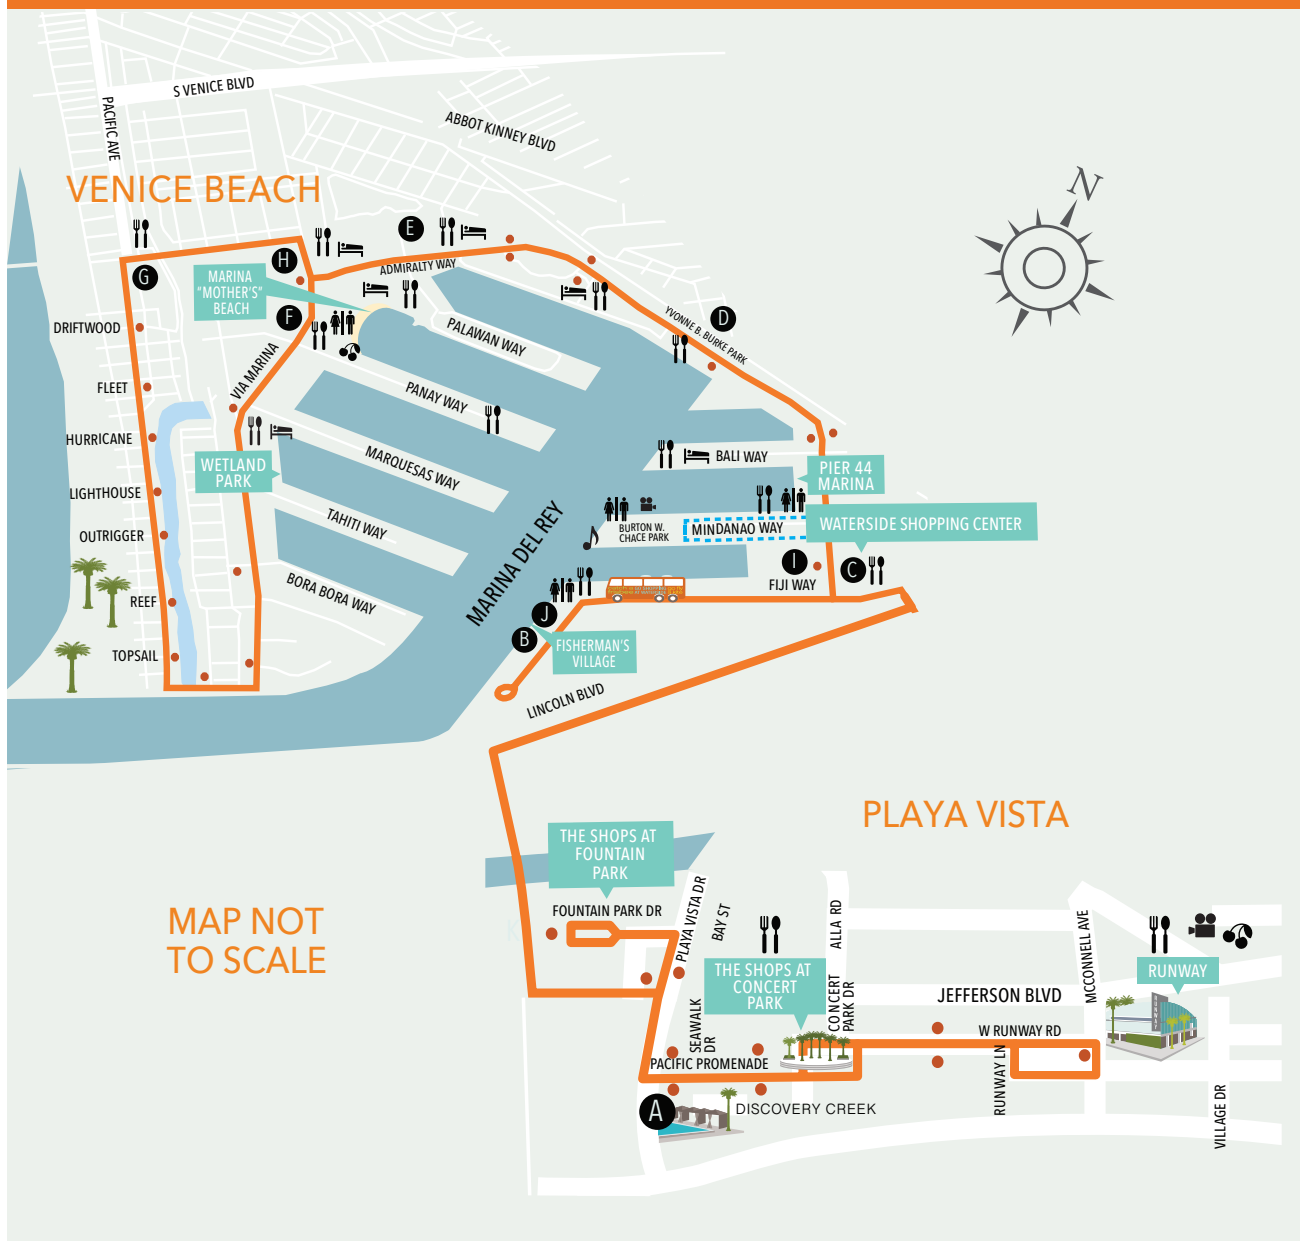 S VENICE BLVD
PACIFIC AVE
ABBOT KINNEY BLVD
N
VENICE BEACH
E
H
G
ADMIRALTY WAY
MARINA
"MOTHER'S"
BEACH
F
D
YVONNE B. BURKE PARK
DRIFTWOOD
PALAWAN WAY
VIA MARINA
FLEET
PANAY WAY
HURRICANE
MARQUESAS WAY
BALI WAY
WETLAND
PARK
PIER 44
MARINA
LIGHTHOUSE
TAHITI WAY
MARINA DEL REY
BURTON W.
CHACE PARK
MINDANAO WAY
WATERSIDE SHOPPING CENTER
OUTRIGGER
I
C
FIJI WAY
BORA BORA WAY
REEF
J
B
FISHERMAN'S
VILLAGE
TOPSAIL
LINCOLN BLVD
PLAYA VISTA
THE SHOPS AT
FOUNTAIN
PARK
MAP NOT
TO SCALE
K
FOUNTAIN PARK DR
PLAYA VISTA DR
BAY ST
ALLA RD
MCCONNELL AVE
THE SHOPS AT
CONCERT
PARK
RUNWAY
CONCERT
PARK DR
JEFFERSON BLVD
RUNWAY
SEAWALK
DR
W RUNWAY RD
PACIFIC PROMENADE
RUNWAY LN
A
DISCOVERY CREEK
VILLAGE DR